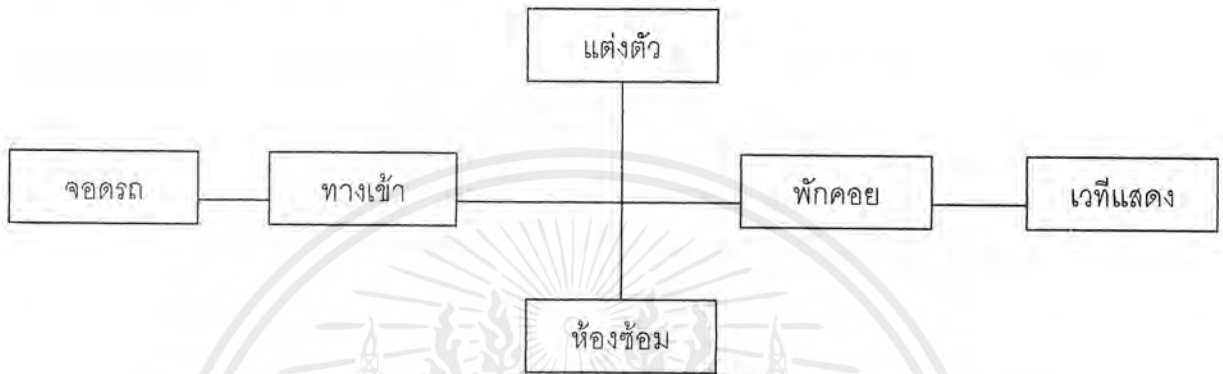 แต่งตัว
จอดรถ
ทางเข้า
พักคอย
เวทีแสดง
ห้องซ้อม